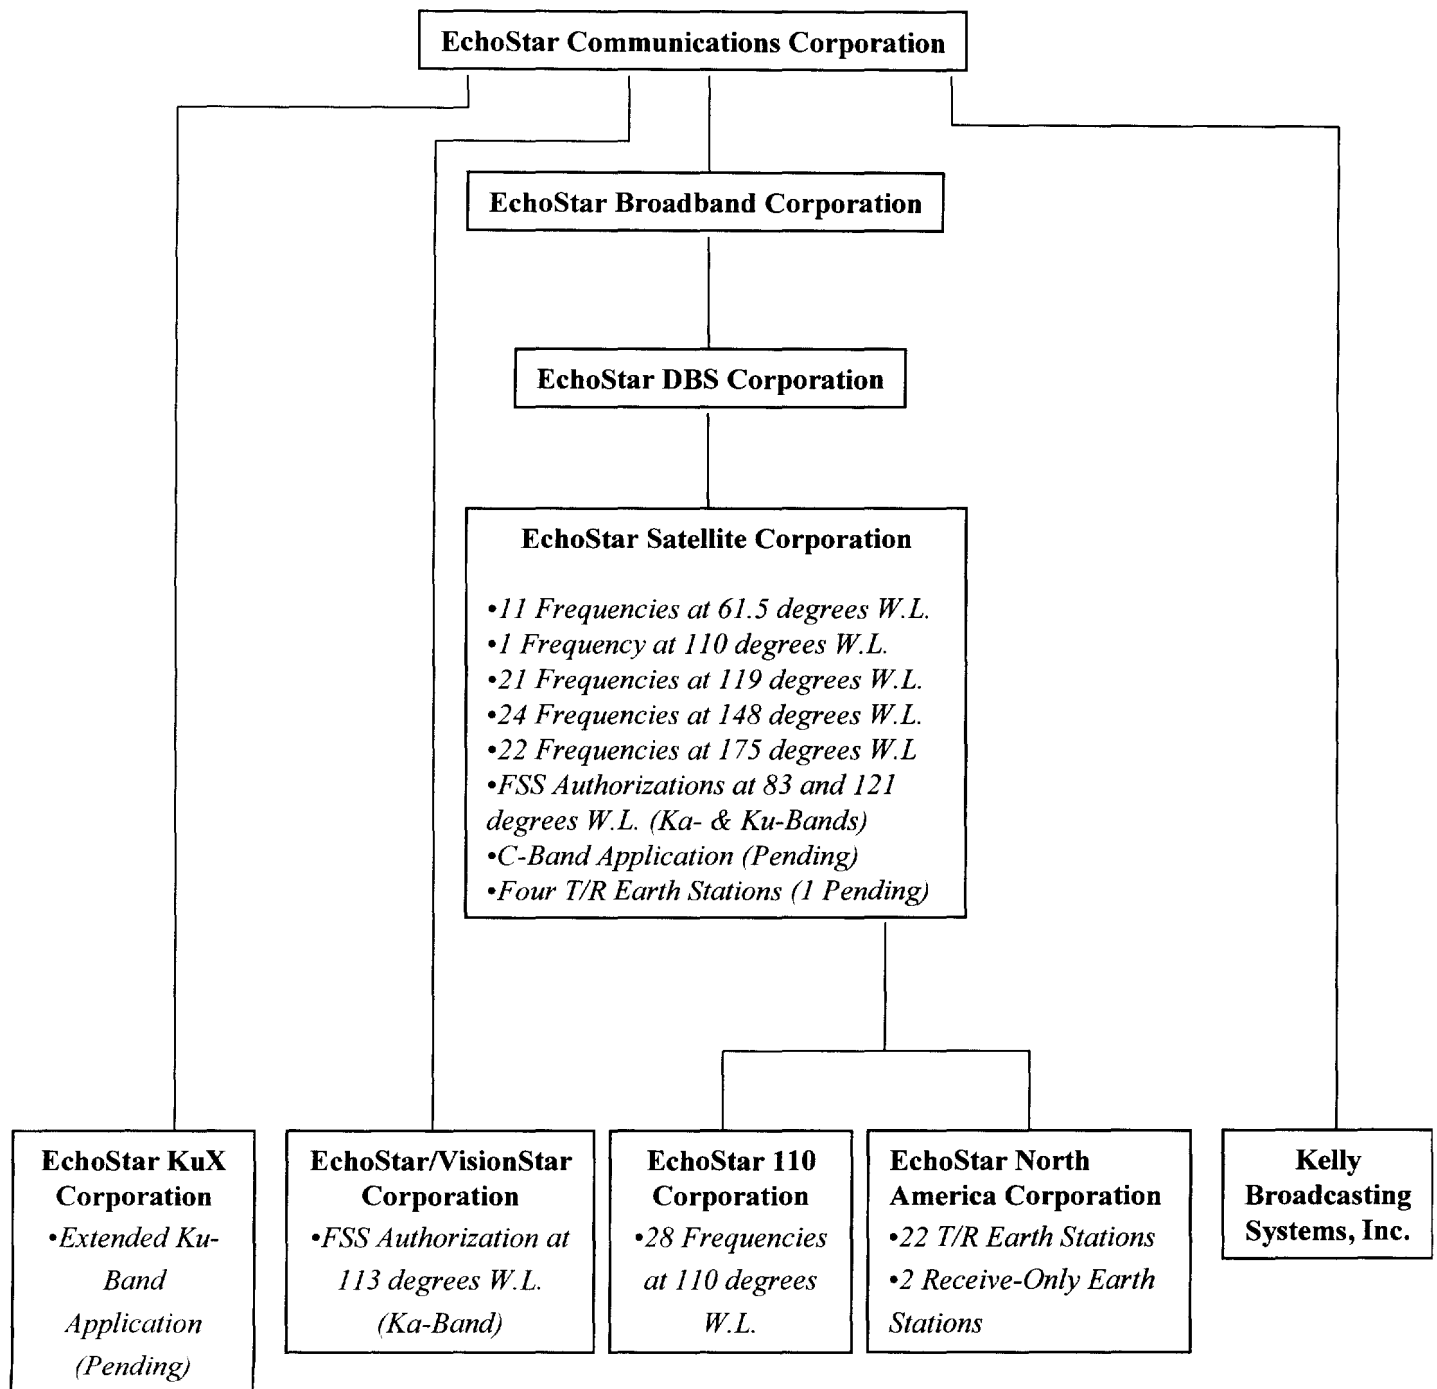 EchoStar Communications Corporation
EchoStar Broadband Corporation
EchoStar DBS Corporation
EchoStar Satellite Corporation
•11 Frequencies at 61.5 degrees W.L.
•1 Frequency at 110 degrees W.L.
•21 Frequencies at 119 degrees W.L.
•24 Frequencies at 148 degrees W.L.
•22 Frequencies at 175 degrees W.L
•FSS Authorizations at 83 and 121
degrees W.L. (Ka- & Ku-Bands)
•C-Band Application (Pending)
•Four T/R Earth Stations (1 Pending)
EchoStar KuX
Corporation
•Extended Ku-
Band
Application
(Pending)
EchoStar/VisionStar
Corporation
•FSS Authorization at
113 degrees W.L.
(Ka-Band)
EchoStar 110
Corporation
•28 Frequencies
at 110 degrees
W.L.
EchoStar North
America Corporation
•22 T/R Earth Stations
•2 Receive-Only Earth
Stations
Kelly
Broadcasting
Systems, Inc.